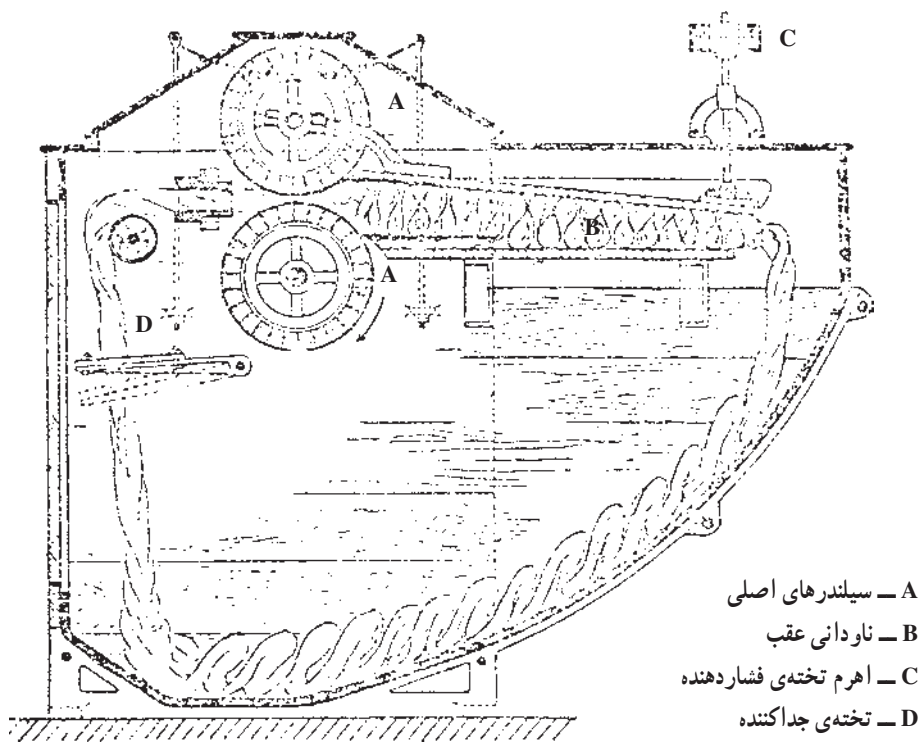 C
A
B
A
D
A ــ سیلندرهای اصلی
B ــ ناودانی عقب
C ــ اهرم تخته‌ی فشاردهنده
D ــ تخته‌ی جداکننده